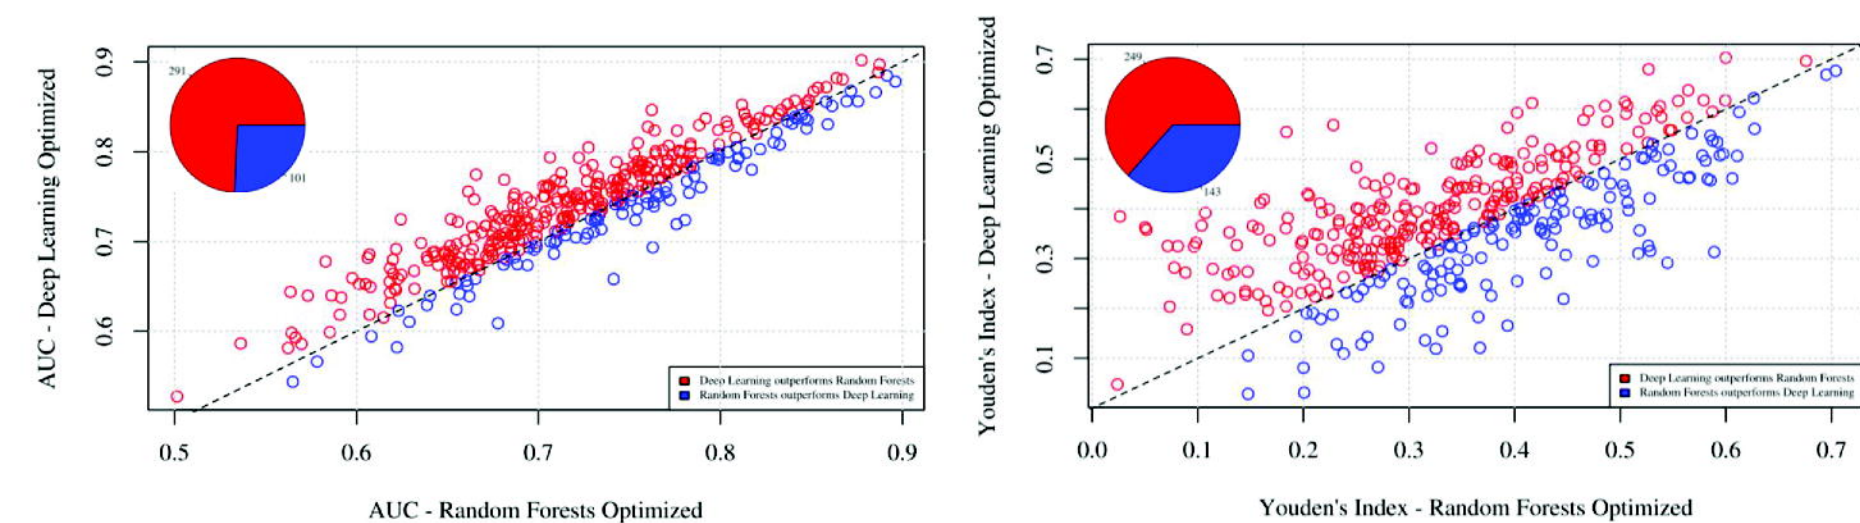 AUC - Deep Learning Optimized
0.9
0.8
0.7
0.6
291
101
Deep Learning outperforms Random Forests
Random Forests outperforms Deep Learning
0.5 0.6 0.7 0.8 0.9
AUC - Random Forests Optimized
Youden's Index - Deep Learning Optimized
0.7
0.5
0.3
0.1
249
143
Deep Learning outperforms Random Forests
Random Forests outperforms Deep Learning
0.0 0.1 0.2 0.3 0.4 0.5 0.6 0.7
Youden's Index - Random Forests Optimized